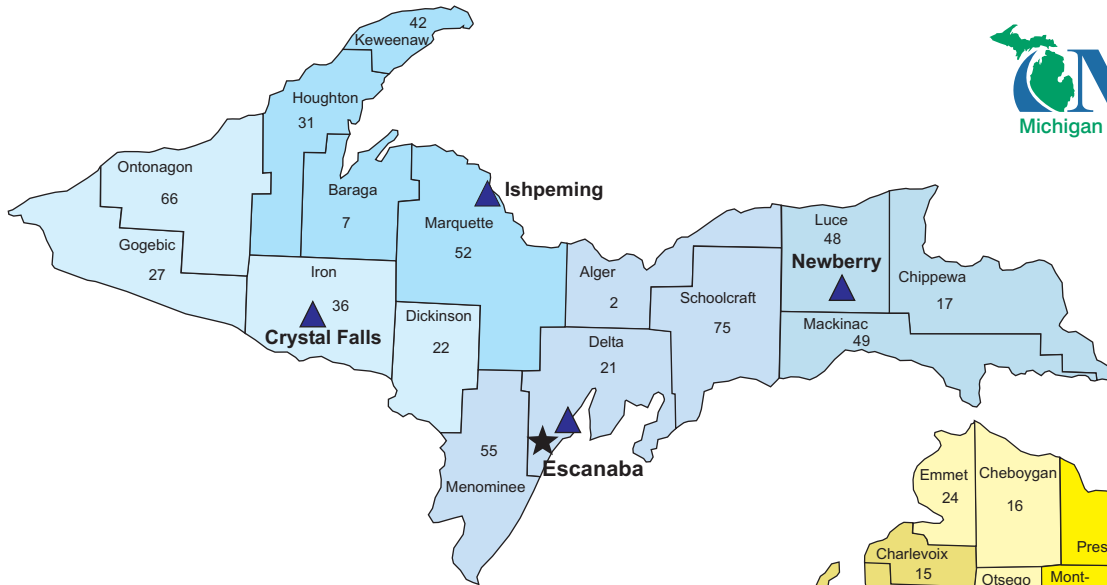 42
Keweenaw
Houghton
31
Michigan
Ontonagon
66
Baraga
7
Ishpeming
Marquette
52
Gogebic
27
Iron
36
Crystal Falls
Dickinson
22
Alger
2
Schoolcraft
75
Luce
48
Newberry
Chippewa
17
Mackinac
49
Delta
21
55
Menominee
Escanaba
Emmet
24
Cheboygan
16
Pres
Charlevoix
15
Otsego
Mont-